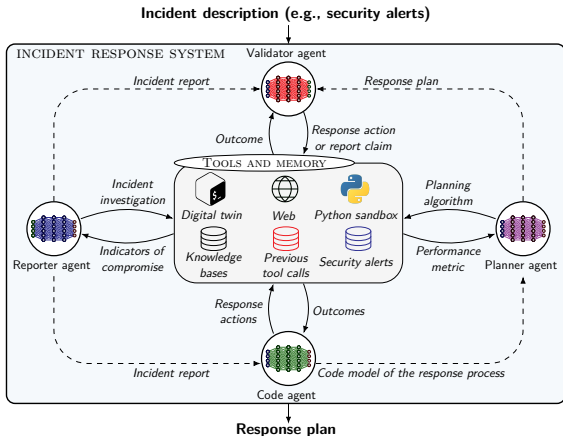 Incident description (e.g., security alerts)
INCIDENT RESPONSE SYSTEM
Validator agent
Incident report
Response plan
Outcome
Response action
or report claim
TOOLS AND MEMORY
Incident
investigation
$_
Digital twin
Web
Python sandbox
Planning
algorithm
Reporter agent
Indicators of
compromise
Knowledge
bases
Previous
tool calls
Security alerts
Performance
metric
Planner agent
Response
actions
Outcomes
Incident report
Code model of the response process
Code agent
Response plan